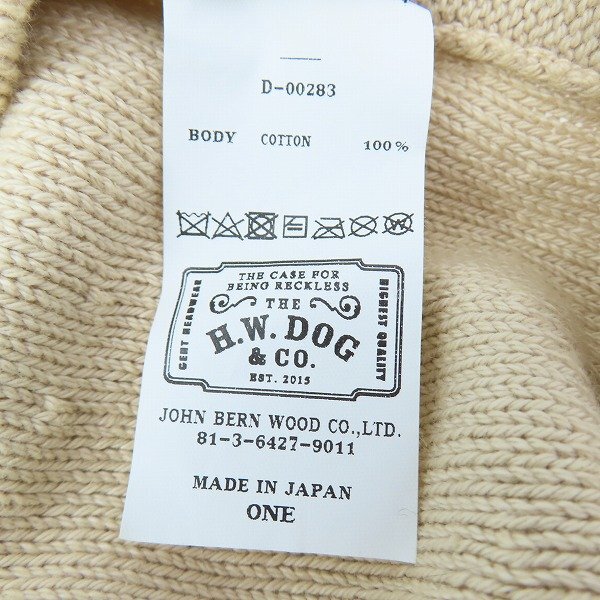 D-00283
BODY COTTON 100%
THE CASE FOR
BEING RECKLESS
THE
GENT HEADWEAR
H.W. DOG
HIGHEST QUALITY
& CO.
EST. 2015
JOHN BERN WOOD CO.,LTD.
81-3-6427-9011
MADE IN JAPAN
ONE